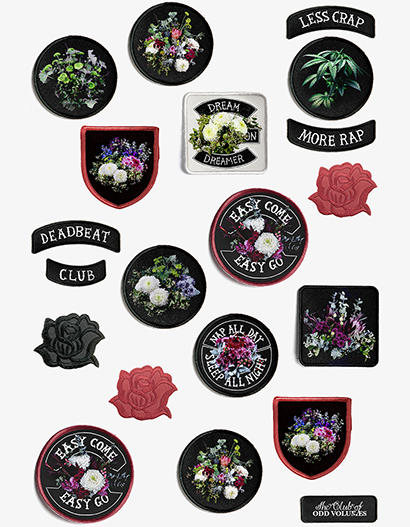 LESS CRAP
MORE RAP
DREAM
ON
DREAMER
EASY COME
EASY GO
DEADBEAT
CLUB
NAP ALL DAY
SLEEP ALL NIGHT
EASY COME
EASY GO
The Club of
ODD VOLUMES